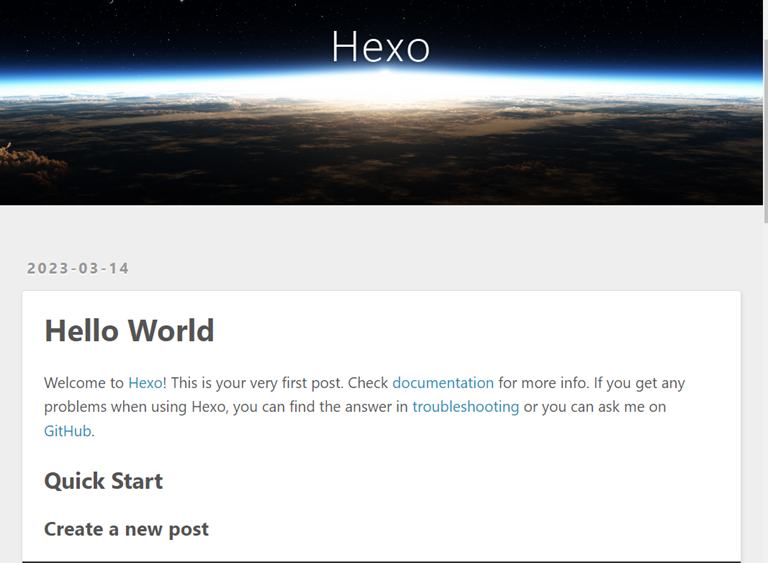 Hexo
2023-03-14
Hello World
Welcome to Hexo! This is your very first post. Check documentation for more info. If you get any
problems when using Hexo, you can find the answer in troubleshooting or you can ask me on
GitHub.
Quick Start
Create a new post